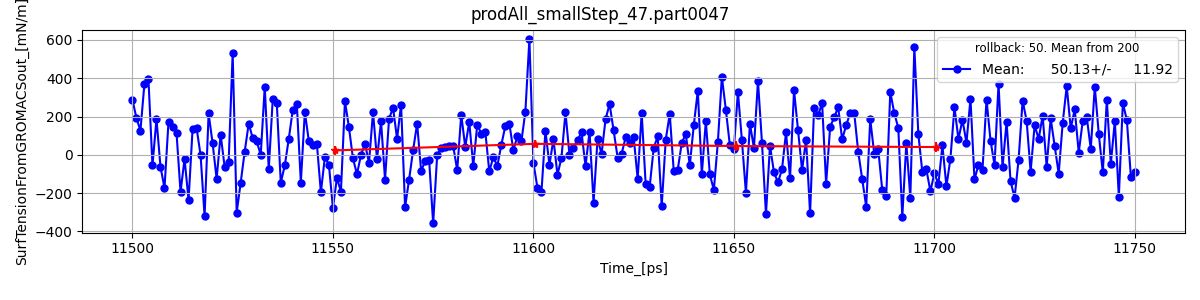 prodAll_smallStep_47.part0047
SurfTensionFromGROMACSout_[mN/m]
600
400
200
0
−200
−400
rollback: 50. Mean from 200
Mean: 50.13+/- 11.92
11500
11550
11600
11650
11700
11750
Time_[ps]